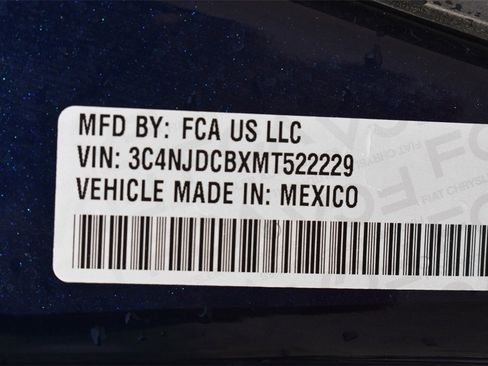 MFD BY: FCA US LLC
VIN: 3C4NJDCBXMT522229
VEHICLE MADE IN: MEXICO